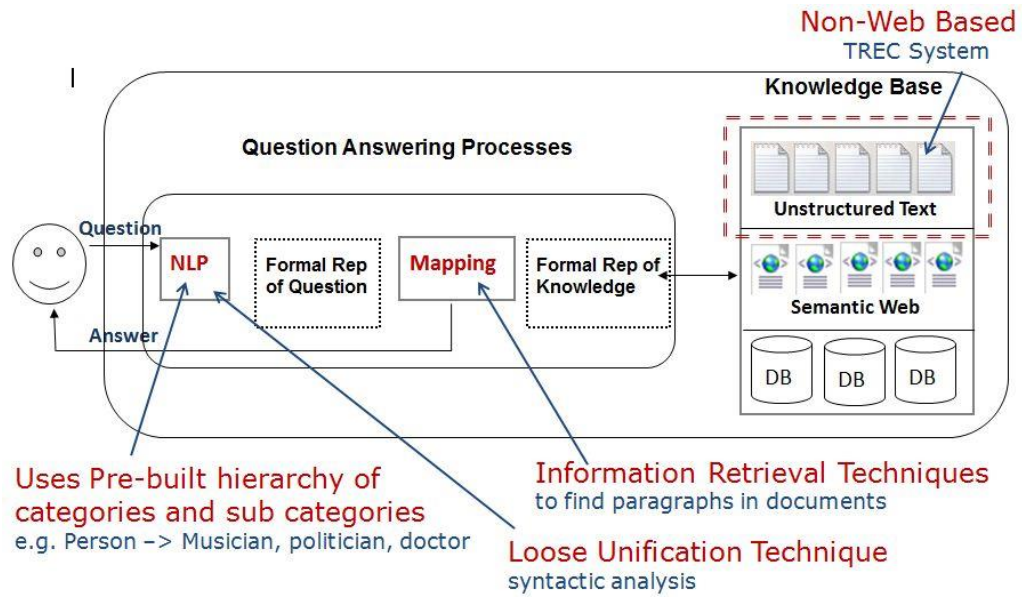 Non-Web Based
TREC System
Knowledge Base
Question Answering Processes
Unstructured Text
Question
NLP
Formal Rep
of Question
Mapping
Formal Rep of
Knowledge
Semantic Web
Answer
DB
DB
DB
Uses Pre-built hierarchy of
categories and sub categories
e.g. Person –> Musician, politician, doctor
Information Retrieval Techniques
to find paragraphs in documents
Loose Unification Technique
syntactic analysis